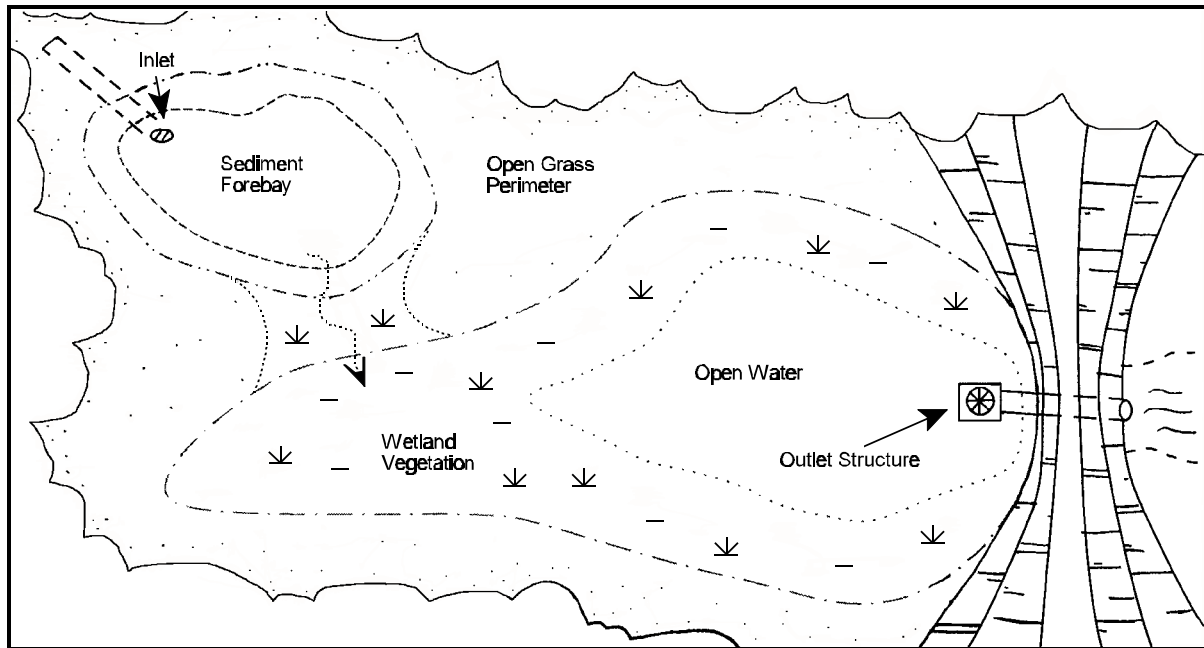 Inlet
Sediment
Forebay
Open Grass
Perimeter
Open Water
Wetland
Vegetation
Outlet Structure